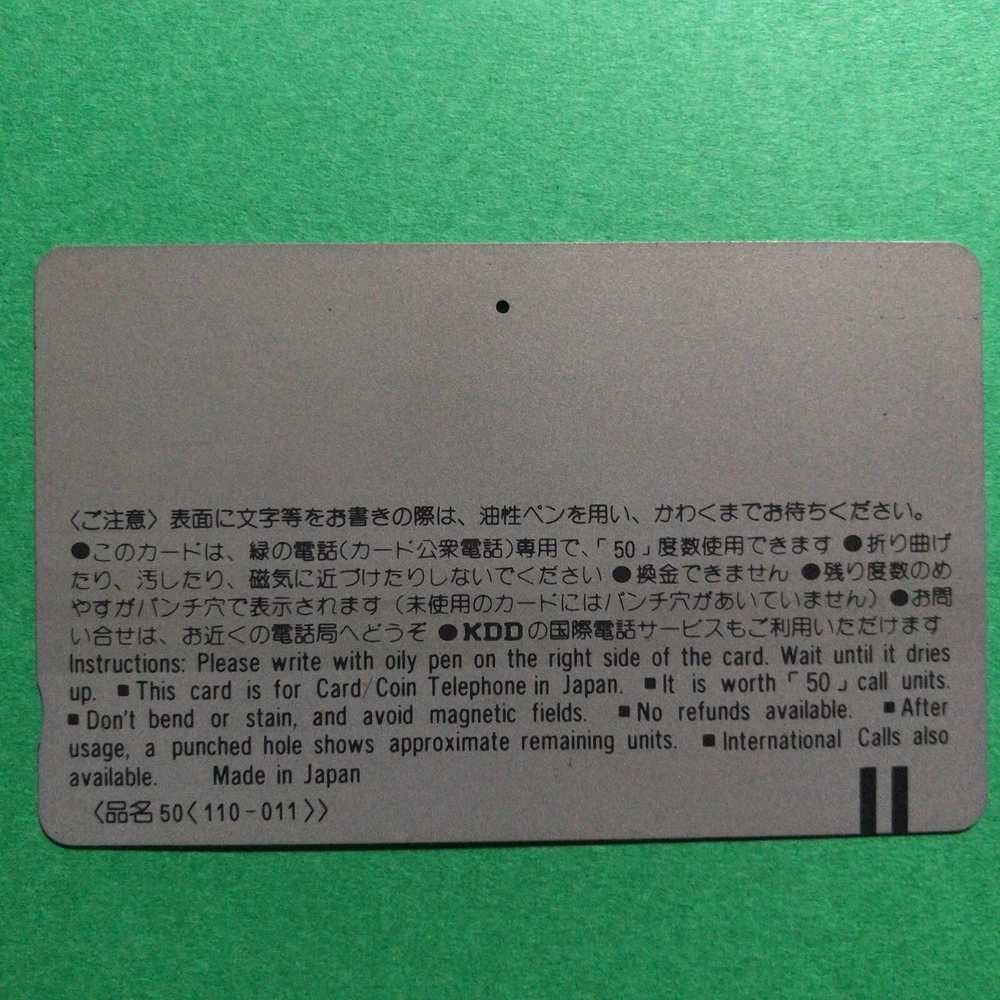 〈ご注意〉表面に文字等をお書きの際は、油性ペンを用い、かわくまでお待ちください。
●このカードは、緑の電話(カード公衆電話)専用で、「50」度数使用できます ●折り曲げ
たり、汚したり、磁気に近づけたりしないでください ●換金できません ●残り度数のめ
やすがパンチ穴で表示されます(未使用のカードにはパンチ穴があいていません) ●お問
い合せは、お近くの電話局へどうぞ ●KDDの国際電話サービスもご利用いただけます
Instructions: Please write with oily pen on the right side of the card. Wait until it dries
up. ■This card is for Card/Coin Telephone in Japan. ■It is worth「50」call units.
■Don't bend or stain, and avoid magnetic fields. ■No refunds available. ■After
usage, a punched hole shows approximate remaining units. ■International Calls also
available. Made in Japan
〈品名 50〈110-011〉〉